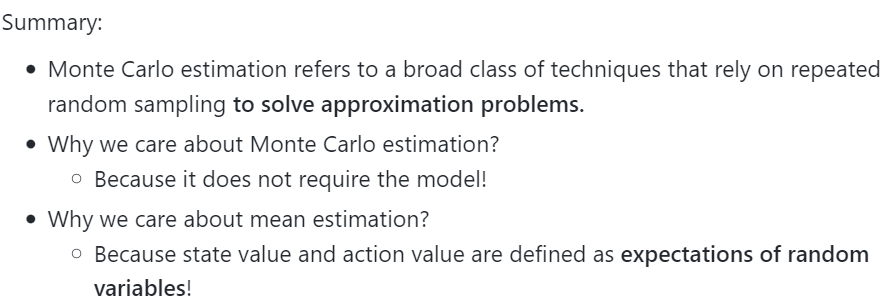 Summary:
• Monte Carlo estimation refers to a broad class of techniques that rely on repeated
random sampling to solve approximation problems.
• Why we care about Monte Carlo estimation?
○ Because it does not require the model!
• Why we care about mean estimation?
○ Because state value and action value are defined as expectations of random
variables!